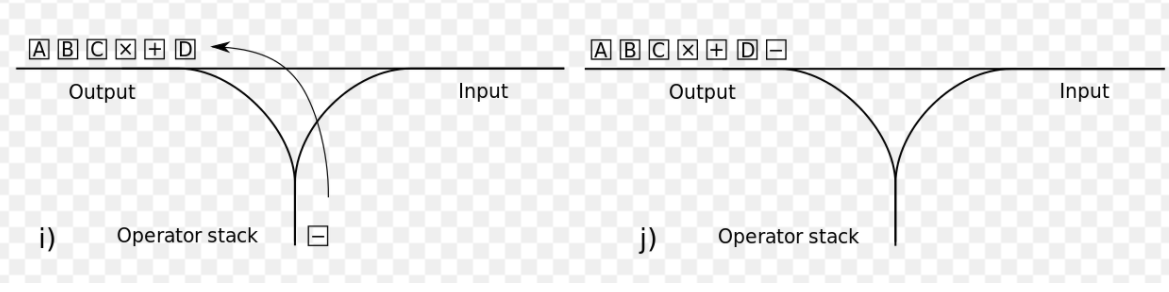 A B C × + D
Output
Input
i) Operator stack −
A B C × + D −
Output
Input
j) Operator stack